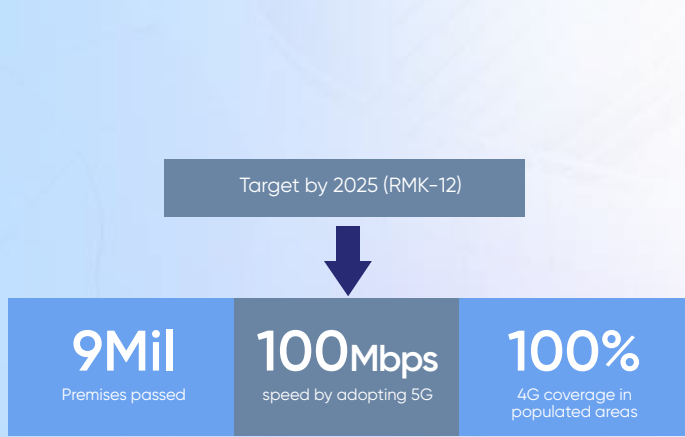 Target by 2025 (RMK-12)
9Mil
Premises passed
100Mbps
speed by adopting 5G
100%
4G coverage in
populated areas